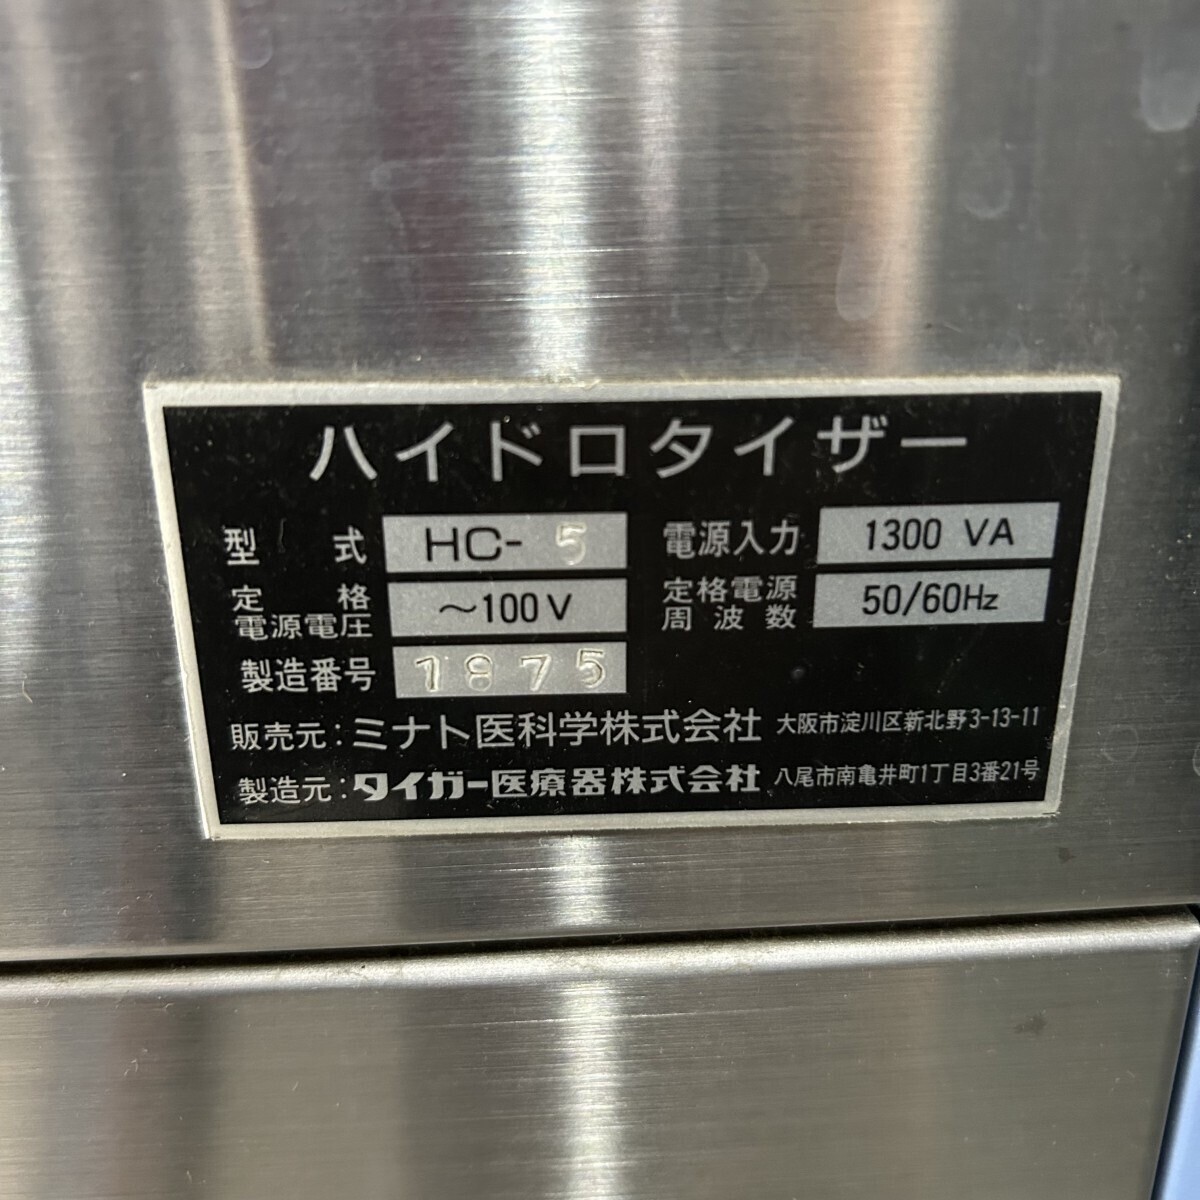 ハイドロタイザー
型式 HC-5 電源入力 1300 VA
定格電源電圧 ～100V 定格電源周波数 50/60Hz
製造番号 1875
販売元：ミナト医科学株式会社 大阪市淀川区新北野3-13-11
製造元：タイガー医療器株式会社 八尾市南亀井町1丁目3番21号